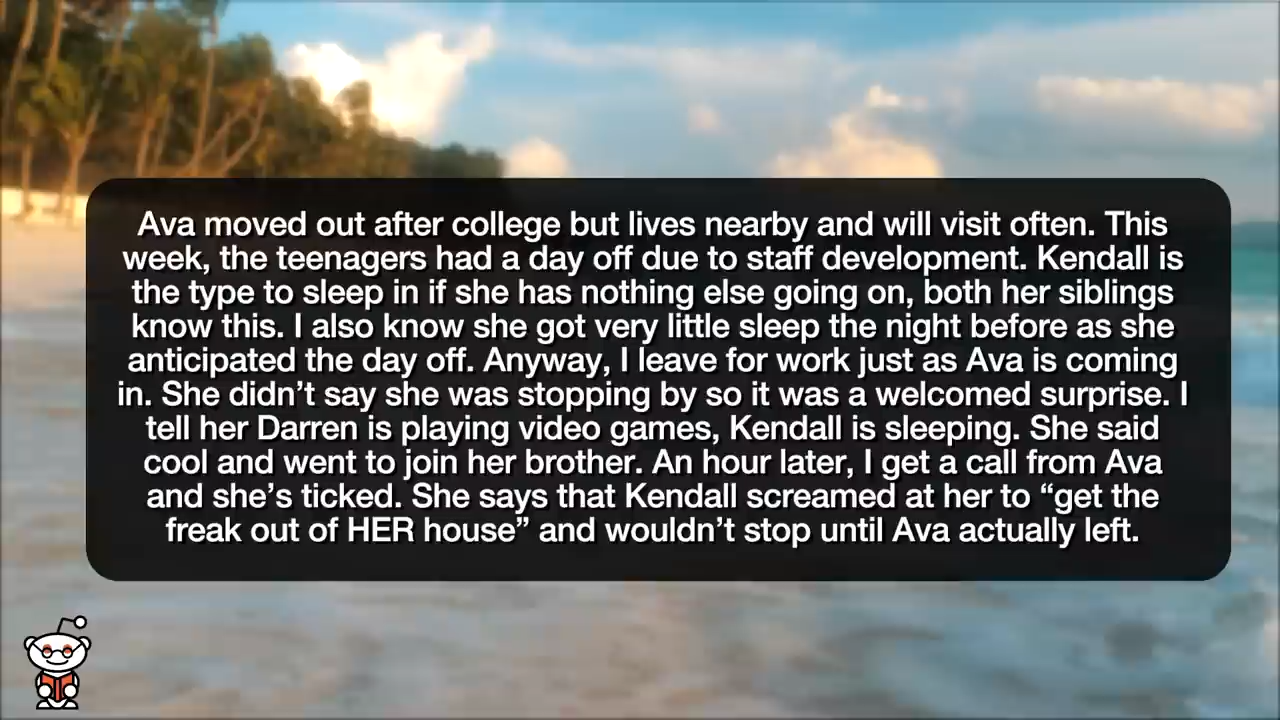 Ava moved out after college but lives nearby and will visit often. This
week, the teenagers had a day off due to staff development. Kendall is
the type to sleep in if she has nothing else going on, both her siblings
know this. I also know she got very little sleep the night before as she
anticipated the day off. Anyway, I leave for work just as Ava is coming
in. She didn’t say she was stopping by so it was a welcomed surprise. I
tell her Darren is playing video games, Kendall is sleeping. She said
cool and went to join her brother. An hour later, I get a call from Ava
and she’s ticked. She says that Kendall screamed at her to “get the
freak out of HER house” and wouldn’t stop until Ava actually left.